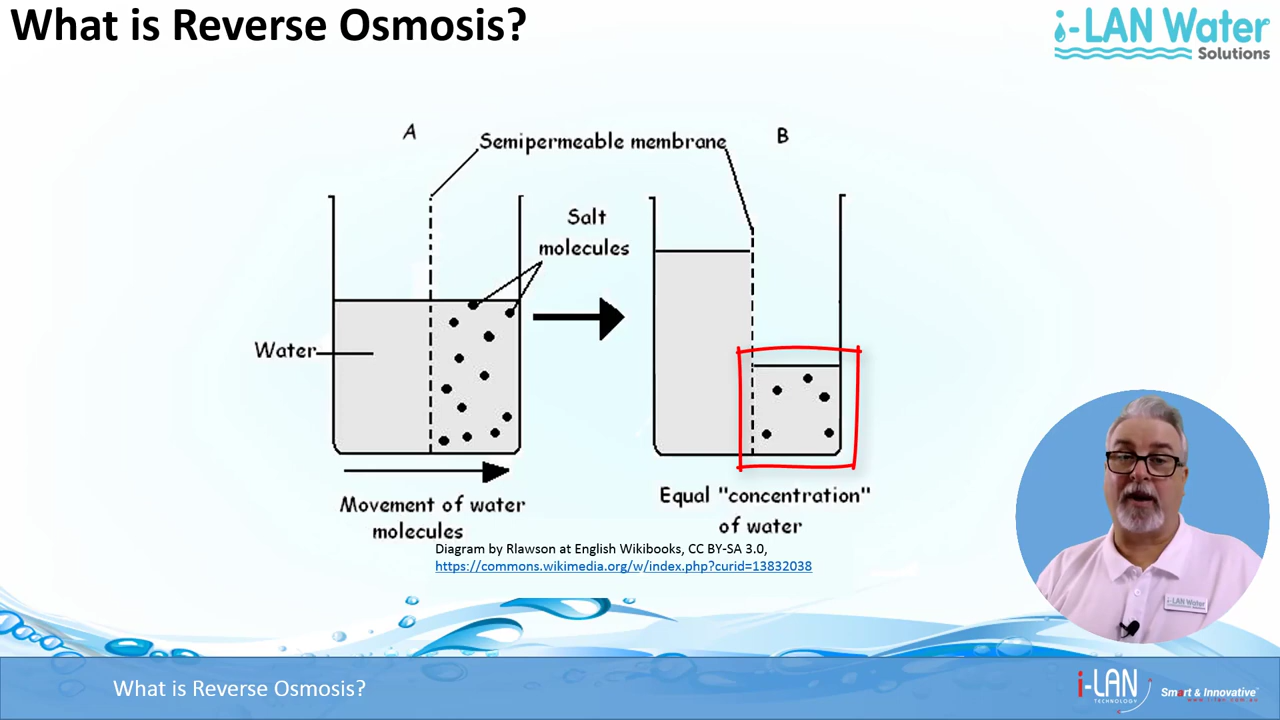 What is Reverse Osmosis?
i-LAN Water
Solutions
A
Semipermeable membrane
B
Salt
molecules
Water
Movement of water
molecules
Equal "concentration"
of water
Diagram by Rlawson at English Wikibooks, CC BY-SA 3.0,
https://commons.wikimedia.org/w/index.php?curid=13832038
i-LAN Water
What is Reverse Osmosis?
i-LAN
TECHNOLOGY
Smart & Innovative